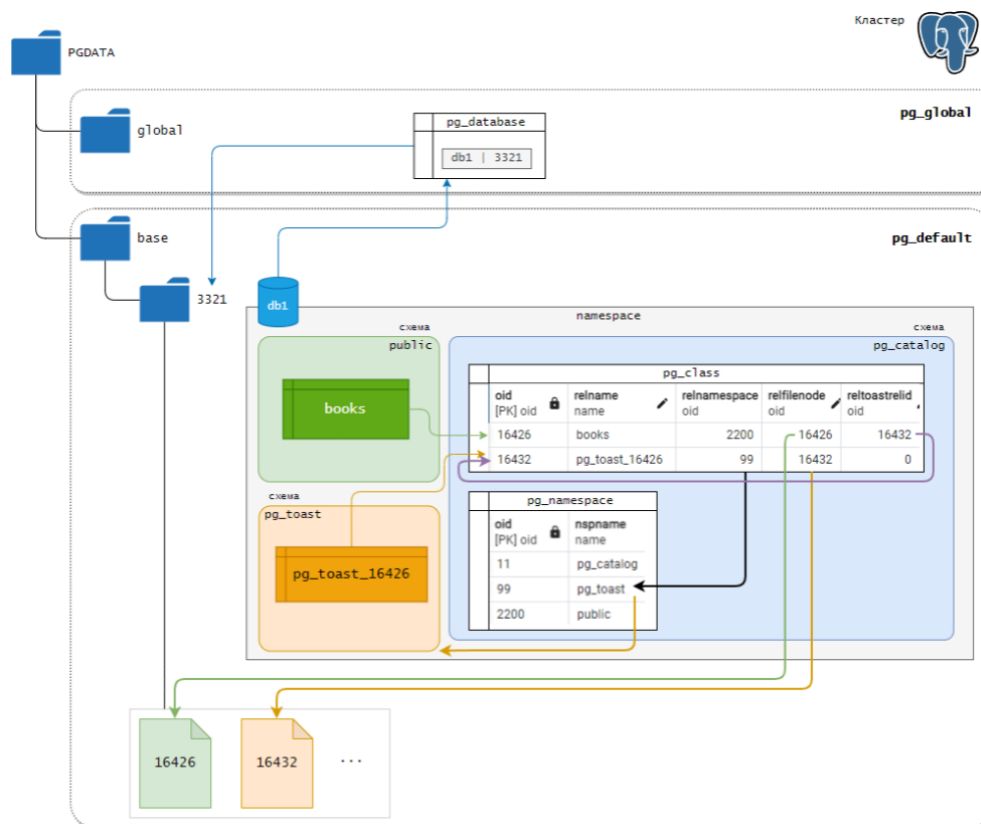 Кластер
PGDATA
pg_global
global
pg_database
db1 | 3321
base
pg_default
3321
db1
namespace
схема
public
схема
pg_catalog
books
pg_class
oid
[PK] oid
relname
name
relnamespace
oid
relfilenode
oid
reltoastrelid
oid
16426 books 2200 16426 16432
16432 pg_toast_16426 99 16432 0
схема
pg_toast
pg_toast_16426
pg_namespace
oid
[PK] oid
nspname
name
11 pg_catalog
99 pg_toast
2200 public
16426
16432
...